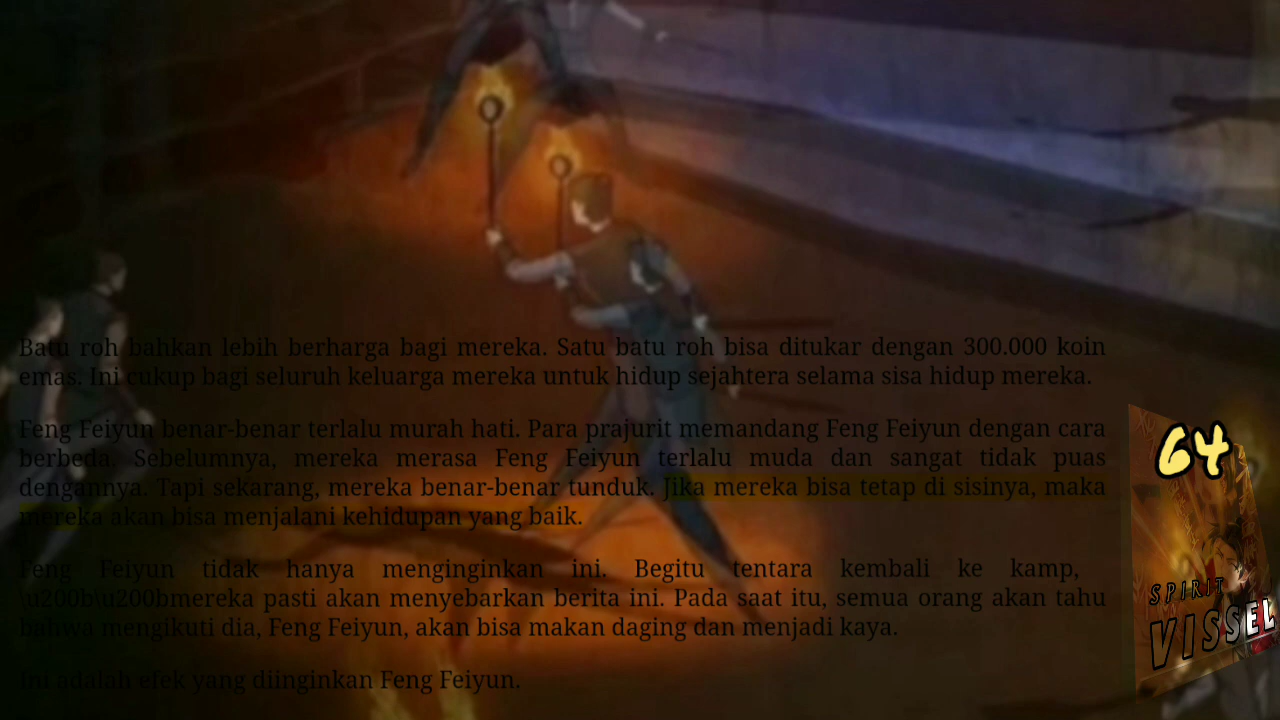 Batu roh bahkan lebih berharga bagi mereka. Satu batu roh bisa ditukar dengan 300.000 koin
emas. Ini cukup bagi seluruh keluarga mereka untuk hidup sejahtera selama sisa hidup mereka.
Feng Feiyun benar-benar terlalu murah hati. Para prajurit memandang Feng Feiyun dengan cara
berbeda. Sebelumnya, mereka merasa Feng Feiyun terlalu muda dan sangat tidak puas
dengannya. Tapi sekarang, mereka benar-benar tunduk. Jika mereka bisa tetap di sisinya, maka
mereka akan bisa menjalani kehidupan yang baik.
Feng Feiyun tidak hanya menginginkan ini. Begitu tentara kembali ke kamp,
\u200b\u200bmereka pasti akan menyebarkan berita ini. Pada saat itu, semua orang akan tahu
bahwa mengikuti dia, Feng Feiyun, akan bisa makan daging dan menjadi kaya.
Ini adalah efek yang diinginkan Feng Feiyun.
64
SPIRIT
VISSEL